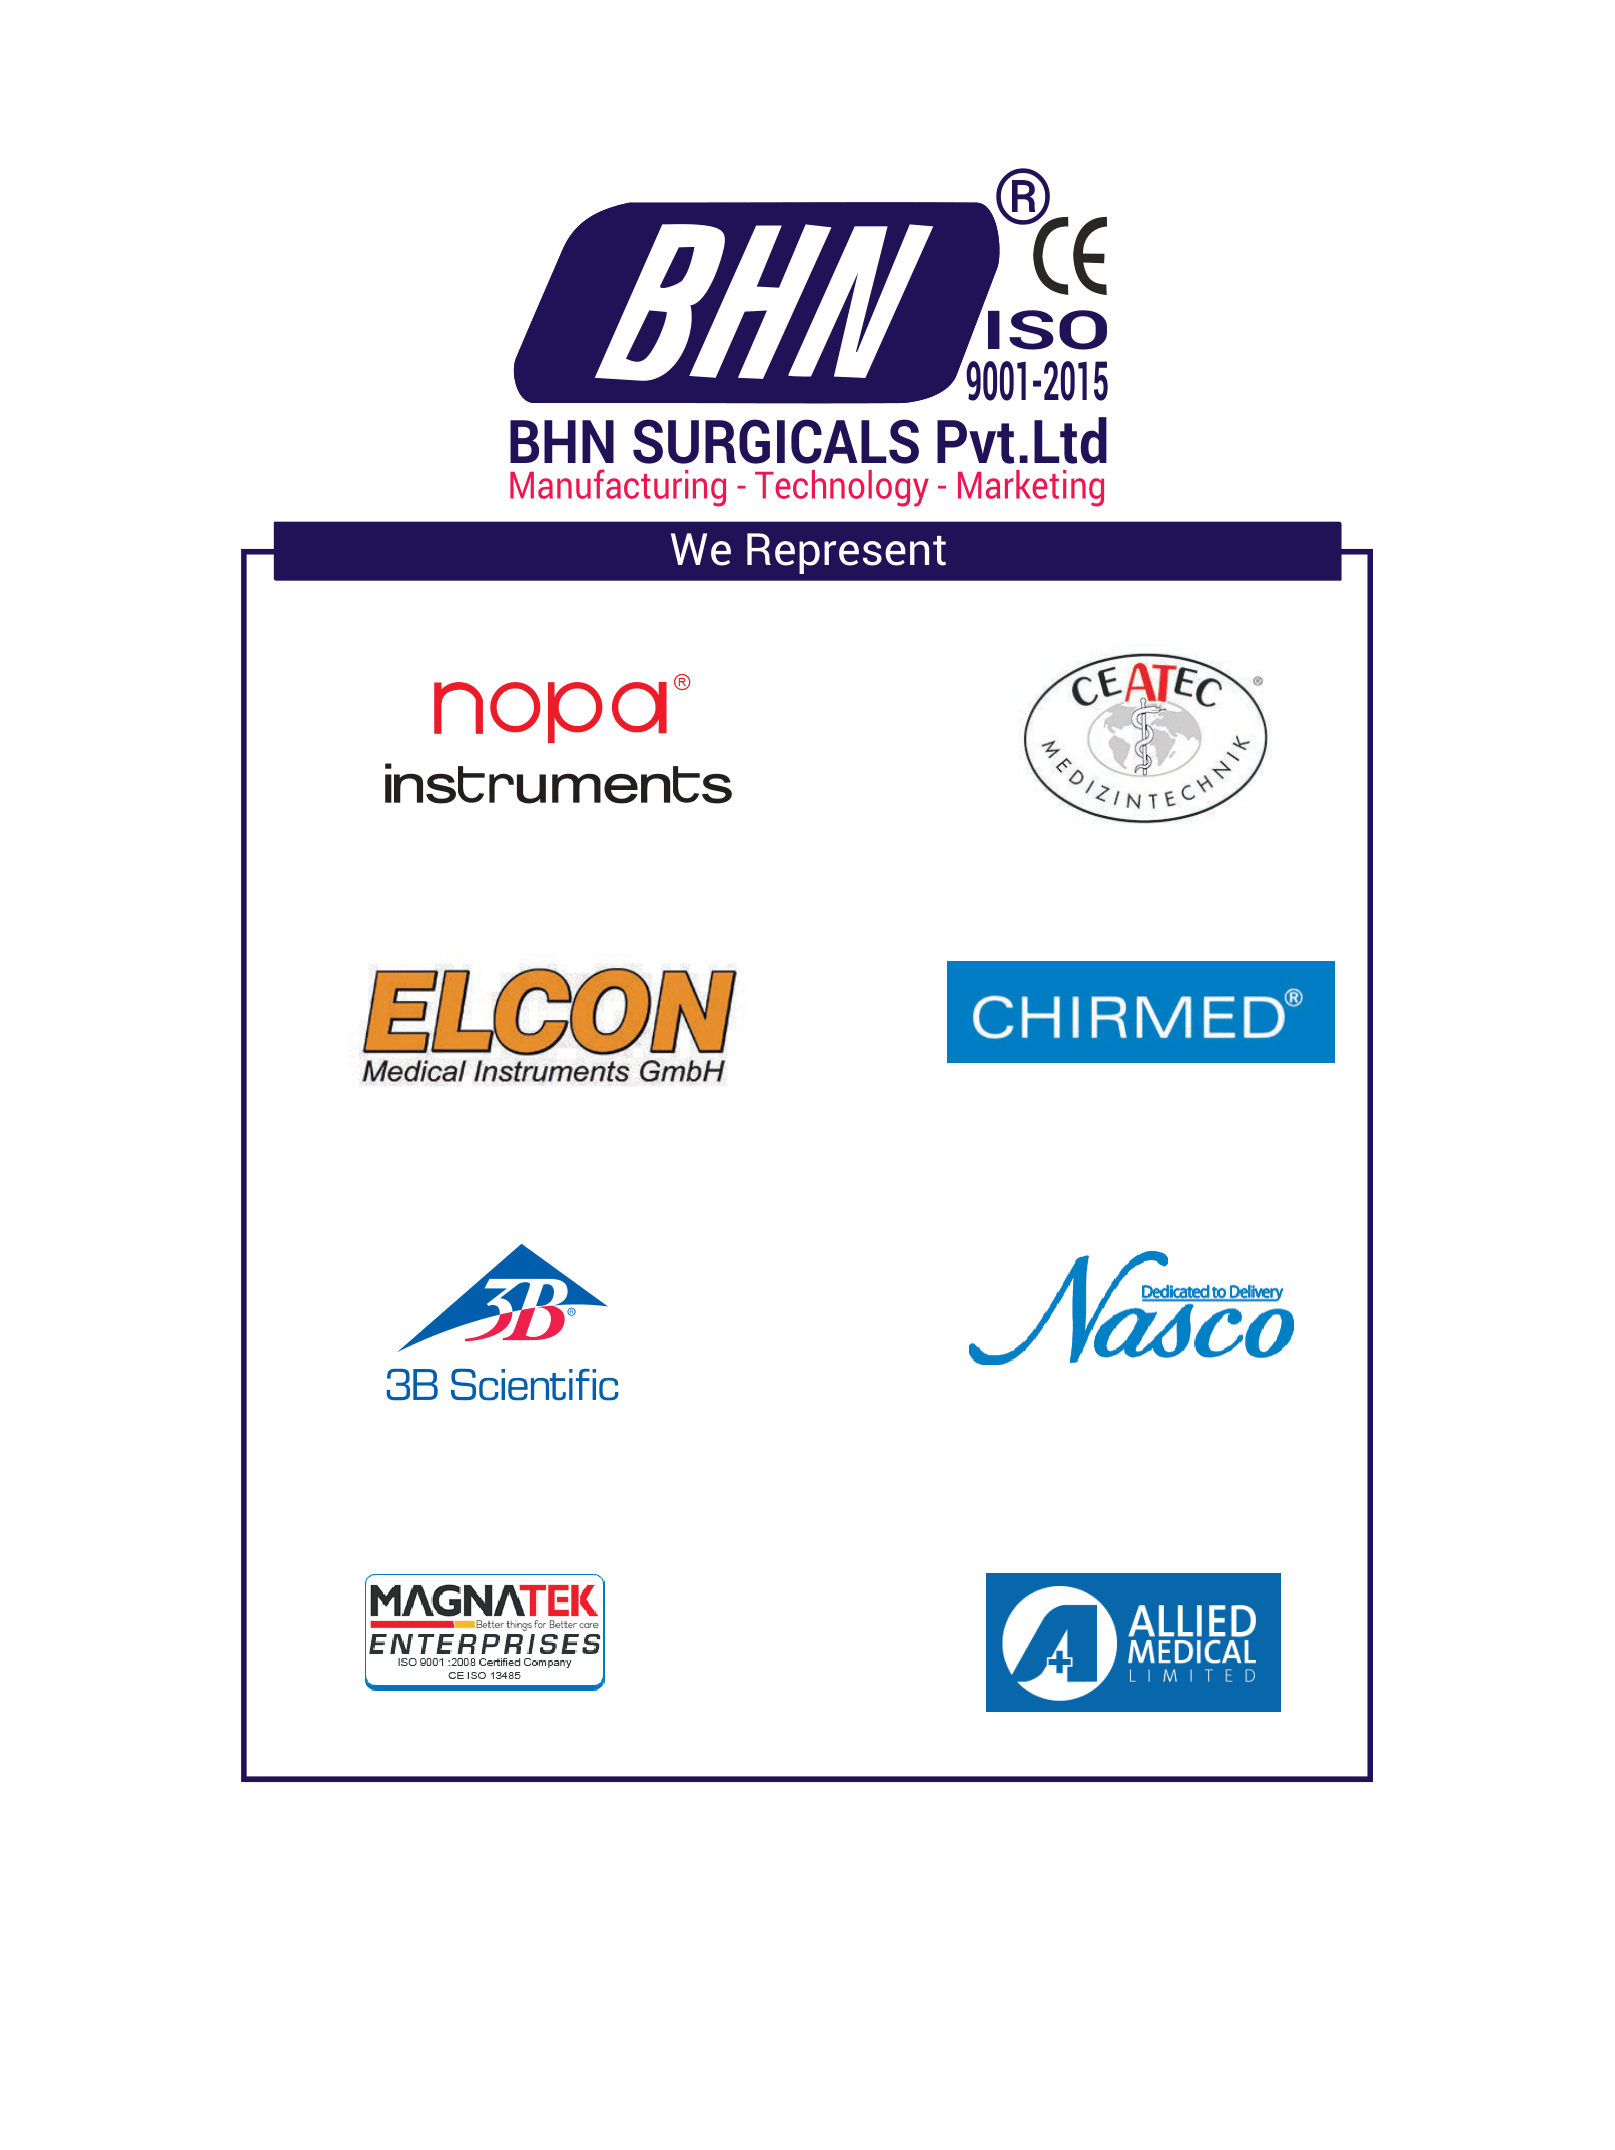 BHN
®
CE
ISO
9001-2015
BHN SURGICALS Pvt.Ltd
Manufacturing - Technology - Marketing
We Represent
nopa®
instruments
CEATEC ®
MEDIZINTECHNIK
ELCON
Medical Instruments GmbH
CHIRMED®
3B®
3B Scientific
Dedicated to Delivery
Nasco
MAGNATEK
Better things for Better care
ENTERPRISES
ISO 9001 :2008 Certified Company
CE ISO 13485
A
ALLIED
MEDICAL
LIMITED